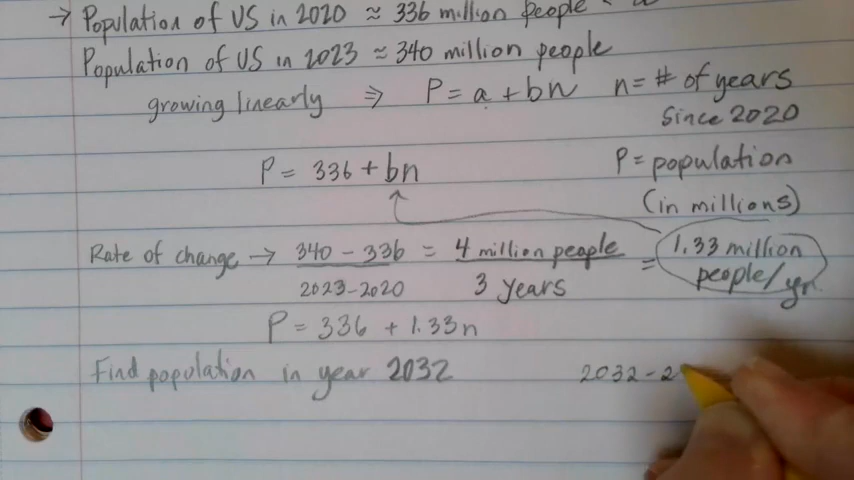 → Population of US in 2020 ≈ 336 million people
Population of US in 2023 ≈ 340 million people
growing linearly ⇒ P = a + bn n = # of years
since 2020
P = 336 + bn P = population
(in millions)
Rate of change → 340 - 336 = 4 million people = 1.33 million
2023-2020 3 years people/yr.
P = 336 + 1.33n
Find population in year 2032 2032 - 2